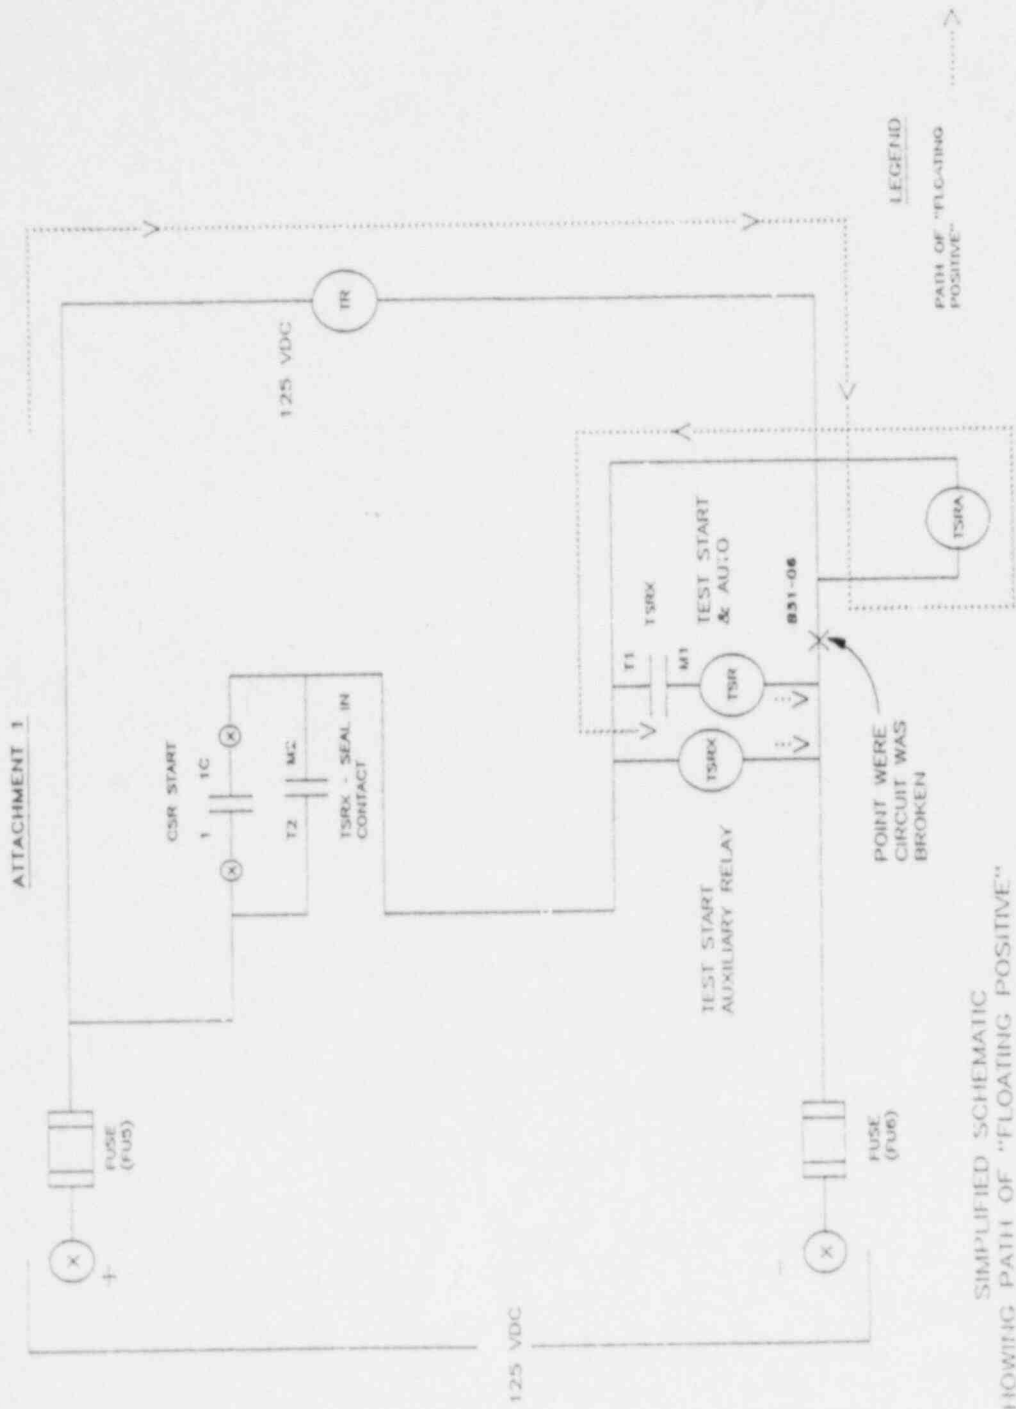 ATTACHMENT 1
125 VDC
X
+
FUSE
(FU5)
CSR START
1
1C
X
X
T2
M2
TSRX - SEAL IN
CONTACT
125 VDC
TR
T1
M1
TSRX
TEST START
& AUTO
TSR
TSRX
TEST START
AUXILIARY RELAY
B31-06
TSRA
POINT WERE
CIRCUIT WAS
BROKEN
X
-
FUSE
(FU6)
LEGEND
PATH OF "FLOATING
POSITIVE"
SIMPLIFIED SCHEMATIC
HOWING PATH OF "FLOATING POSITIVE"